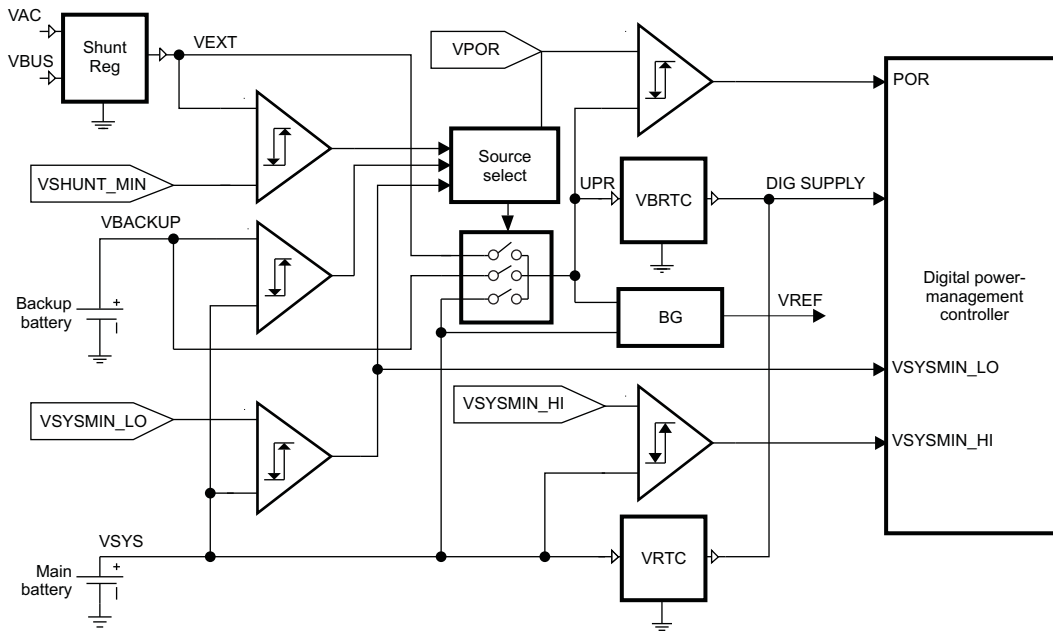 VAC
VBUS
Shunt
Reg
VEXT
VPOR
POR
VSHUNT_MIN
Source
select
UPR
VBRTC
DIG SUPPLY
VBACKUP
+
Backup
battery
BG
VREF
Digital power-
management
controller
VSYSMIN_LO
VSYSMIN_LO
VSYSMIN_HI
VSYSMIN_HI
VSYS
+
Main
battery
VRTC